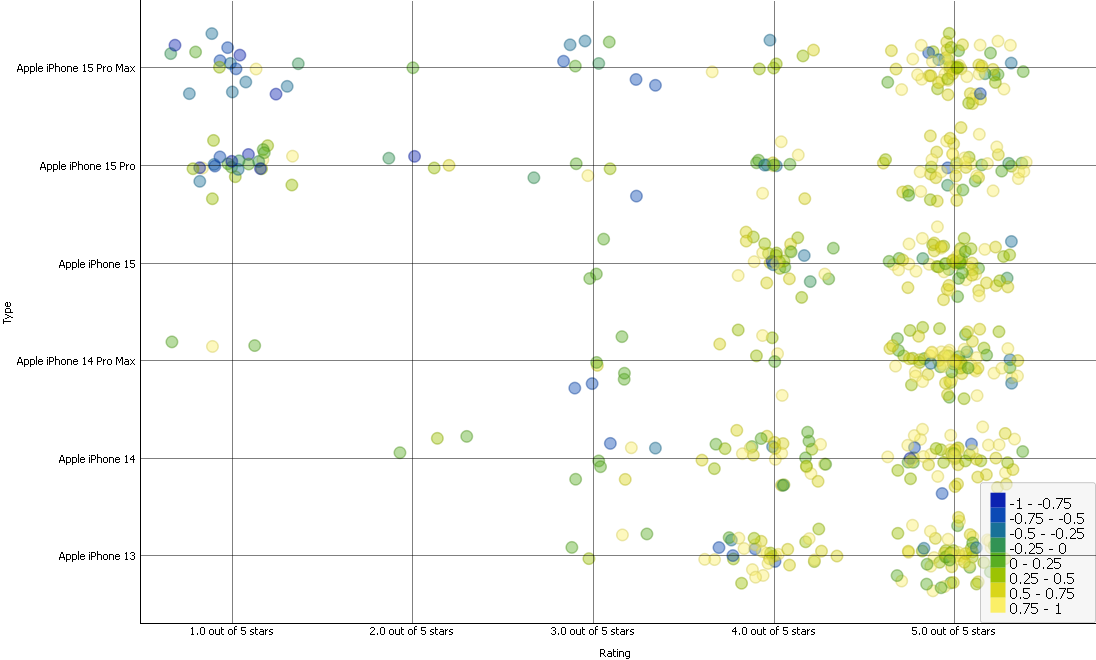 Apple iPhone 15 Pro Max
Apple iPhone 15 Pro
Apple iPhone 15
Type
Apple iPhone 14 Pro Max
Apple iPhone 14
Apple iPhone 13
-1 - -0.75
-0.75 - -0.5
-0.5 - -0.25
-0.25 - 0
0 - 0.25
0.25 - 0.5
0.5 - 0.75
0.75 - 1
1.0 out of 5 stars
2.0 out of 5 stars
3.0 out of 5 stars
4.0 out of 5 stars
5.0 out of 5 stars
Rating